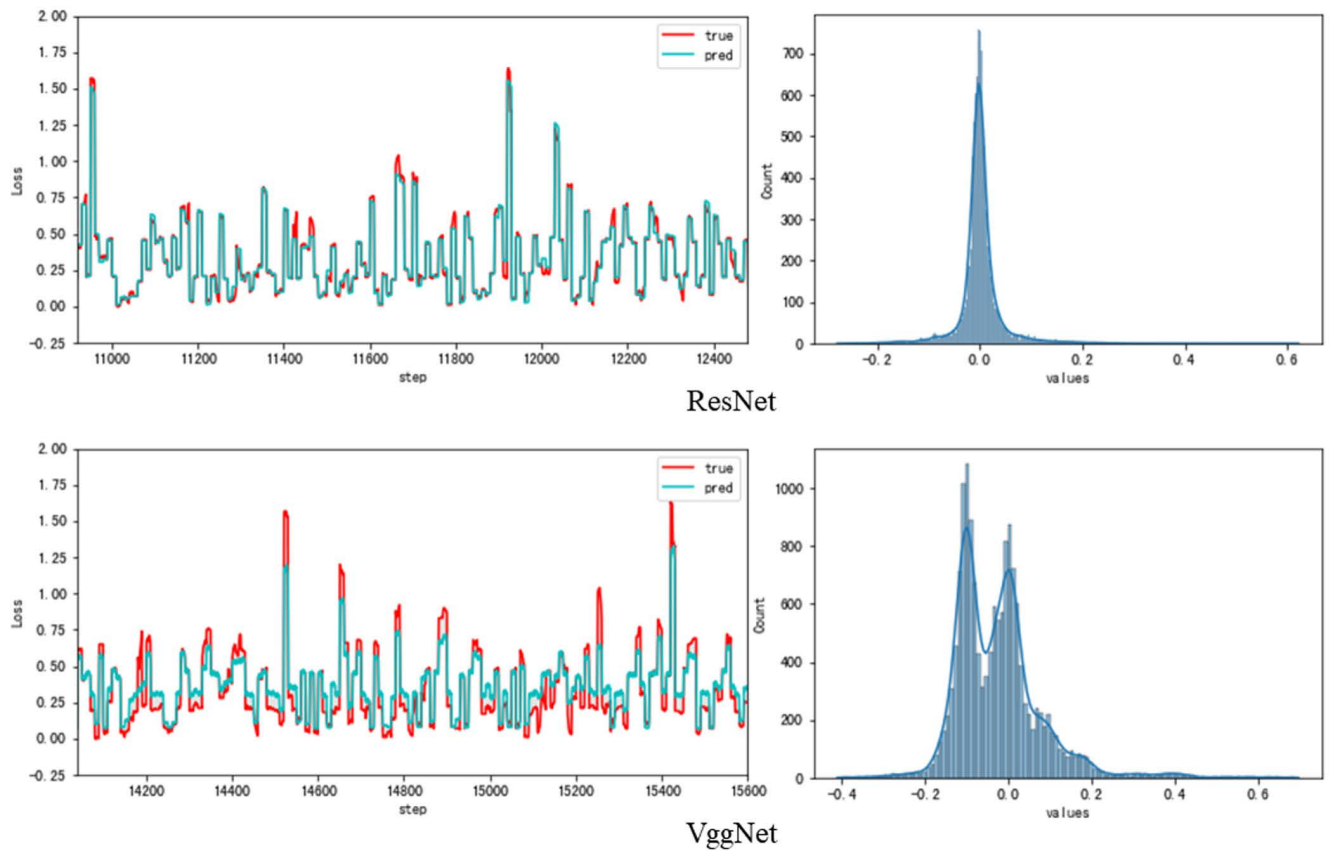 2.00
1.75
1.50
1.25
1.00
0.75
0.50
0.25
0.00
-0.25
Loss
11000 11200 11400 11600 11800 12000 12200 12400
step
true
pred
700
600
500
400
300
200
100
0
Count
-0.2 0.0 0.2 0.4 0.6
values
ResNet
2.00
1.75
1.50
1.25
1.00
0.75
0.50
0.25
0.00
-0.25
Loss
14200 14400 14600 14800 15000 15200 15400 15600
step
true
pred
1000
800
600
400
200
0
Count
-0.4 -0.2 0.0 0.2 0.4 0.6
values
VggNet